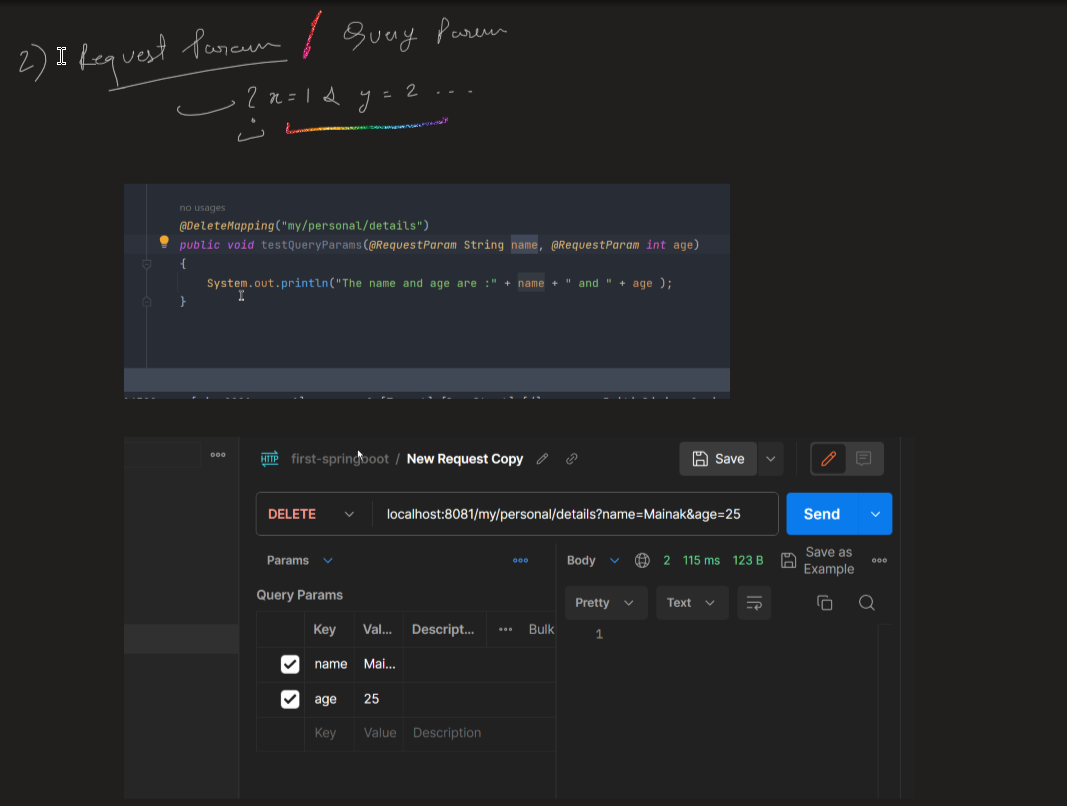 2) Request Param / Query Param
? x = 1 & y = 2 ...
no usages
@DeleteMapping("my/personal/details")
public void testQueryParams(@RequestParam String name, @RequestParam int age)
{
System.out.println("The name and age are :" + name + " and " + age );
}
HTTP first-springboot / New Request Copy Save
DELETE localhost:8081/my/personal/details?name=Mainak&age=25 Send
Params Body 2 115 ms 123 B Save as Example
Query Params Pretty Text
Key Val... Descript... Bulk 1
name Mai...
age 25
Key Value Description